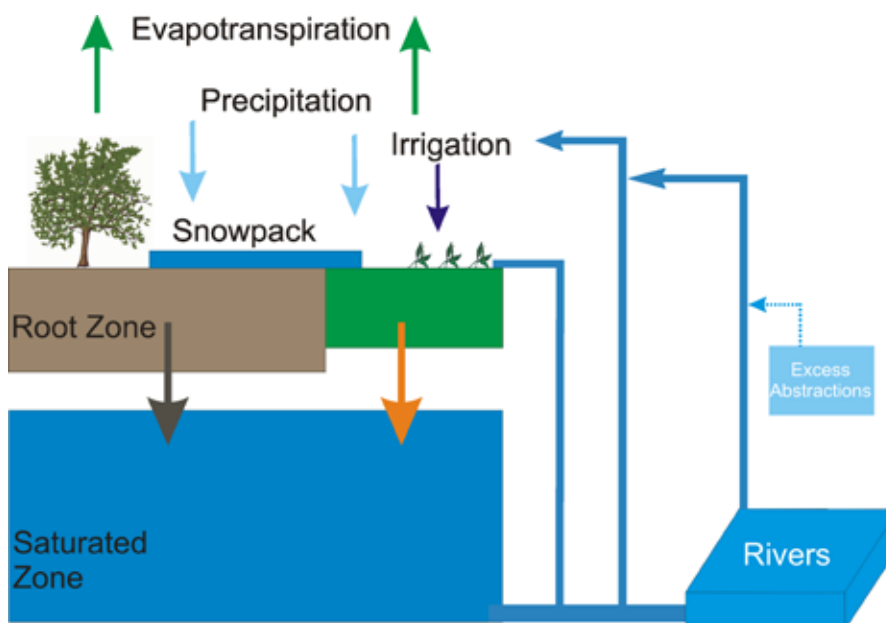 Evapotranspiration
Precipitation
Irrigation
Snowpack
Root Zone
Excess
Abstractions
Saturated
Zone
Rivers